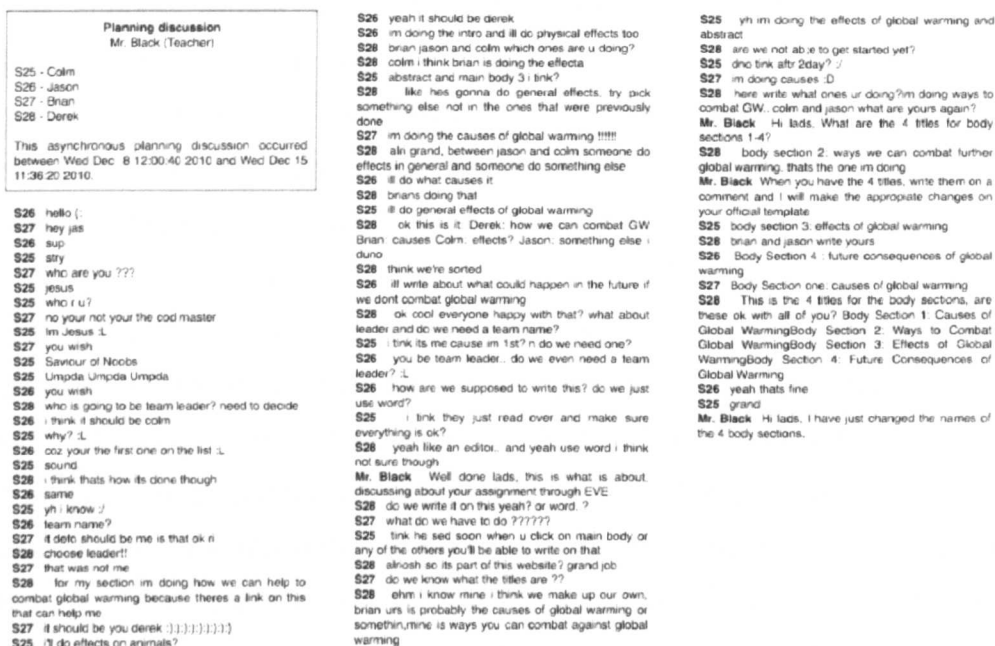 Planning discussion
Mr. Black (Teacher)
S25 - Colm
S26 - Jason
S27 - Brian
S28 - Derek
This asynchronous planning discussion occurred
between Wed Dec 8 12:00:40 2010 and Wed Dec 15
11:36:20 2010.
S26 hello (:
S27 hey jas
S26 sup
S25 stry
S27 who are you ???
S25 jesus
S25 who r u?
S27 no your not your the cod master
S25 Im Jesus :L
S27 you wish
S25 Saviour of Noobs
S25 Umpda Umpda Umpda
S26 you wish
S28 who is going to be team leader? need to decide
S26 i think it should be colm
S25 why? :L
S26 coz your the first one on the list :L
S25 sound
S28 i think thats how its done though
S26 same
S25 yh i know :/
S26 team name?
S27 it defo should be me is that ok ri
S28 choose leader!!
S27 that was not me
S28 for my section im doing how we can help to
combat global warming because theres a link on this
that can help me
S27 it should be you derek :):):):):):):):)
S25 i'll do effects on animals?
S26 yeah it should be derek
S26 im doing the intro and ill do physical effects too
S28 brian jason and colm which ones are u doing?
S28 colm i think brian is doing the effecta
S25 abstract and main body 3 i tink?
S28 like hes gonna do general effects, try pick
something else not in the ones that were previously
done
S27 im doing the causes of global warming !!!!!!
S28 aln grand, between jason and colm someone do
effects in general and someone do something else
S26 ill do what causes it
S28 brians doing that
S25 ill do general effects of global warming
S28 ok this is it. Derek: how we can combat GW
Brian: causes Colm: effects? Jason: something else i
duno
S28 think we're sorted
S26 ill write about what could happen in the future if
we dont combat global warming
S28 ok cool everyone happy with that? what about
leader and do we need a team name?
S25 i tink its me cause im 1st? n do we need one?
S26 you be team leader.. do we even need a team
leader? :L
S26 how are we supposed to write this? do we just
use word?
S25 i tink they just read over and make sure
everything is ok?
S28 yeah like an editor.. and yeah use word i think
not sure though
Mr. Black Well done lads, this is what is about,
discussing about your assignment through EVE
S28 do we write it on this yeah? or word. ?
S27 what do we have to do ??????
S25 tink he sed soon when u click on main body or
any of the others you'll be able to write on that
S28 alnosh so its part of this website? grand job
S27 do we know what the titles are ??
S28 ehm i know mine i think we make up our own,
brian urs is probably the causes of global warming or
somethin,mine is ways you can combat against global
warming
S25 yh im doing the effects of global warming and
abstract
S28 are we not able to get started yet?
S25 dno tink aftr 2day? :/
S27 im doing causes :D
S28 here write what ones ur doing?im doing ways to
combat GW.. colm and jason what are yours again?
Mr. Black Hi lads. What are the 4 titles for body
sections 1-4?
S28 body section 2: ways we can combat further
global warming. thats the one im doing
Mr. Black When you have the 4 titles, write them on a
comment and I will make the appropiate changes on
your official template
S25 body section 3: effects of global warming
S28 brian and jason write yours
S26 Body Section 4 : future consequences of global
warming
S27 Body Section one: causes of global warming
S28 This is the 4 titles for the body sections, are
these ok with all of you? Body Section 1: Causes of
Global WarmingBody Section 2: Ways to Combat
Global WarmingBody Section 3: Effects of Global
WarmingBody Section 4: Future Consequences of
Global Warming
S26 yeah thats fine
S25 grand
Mr. Black Hi lads, I have just changed the names of
the 4 body sections.